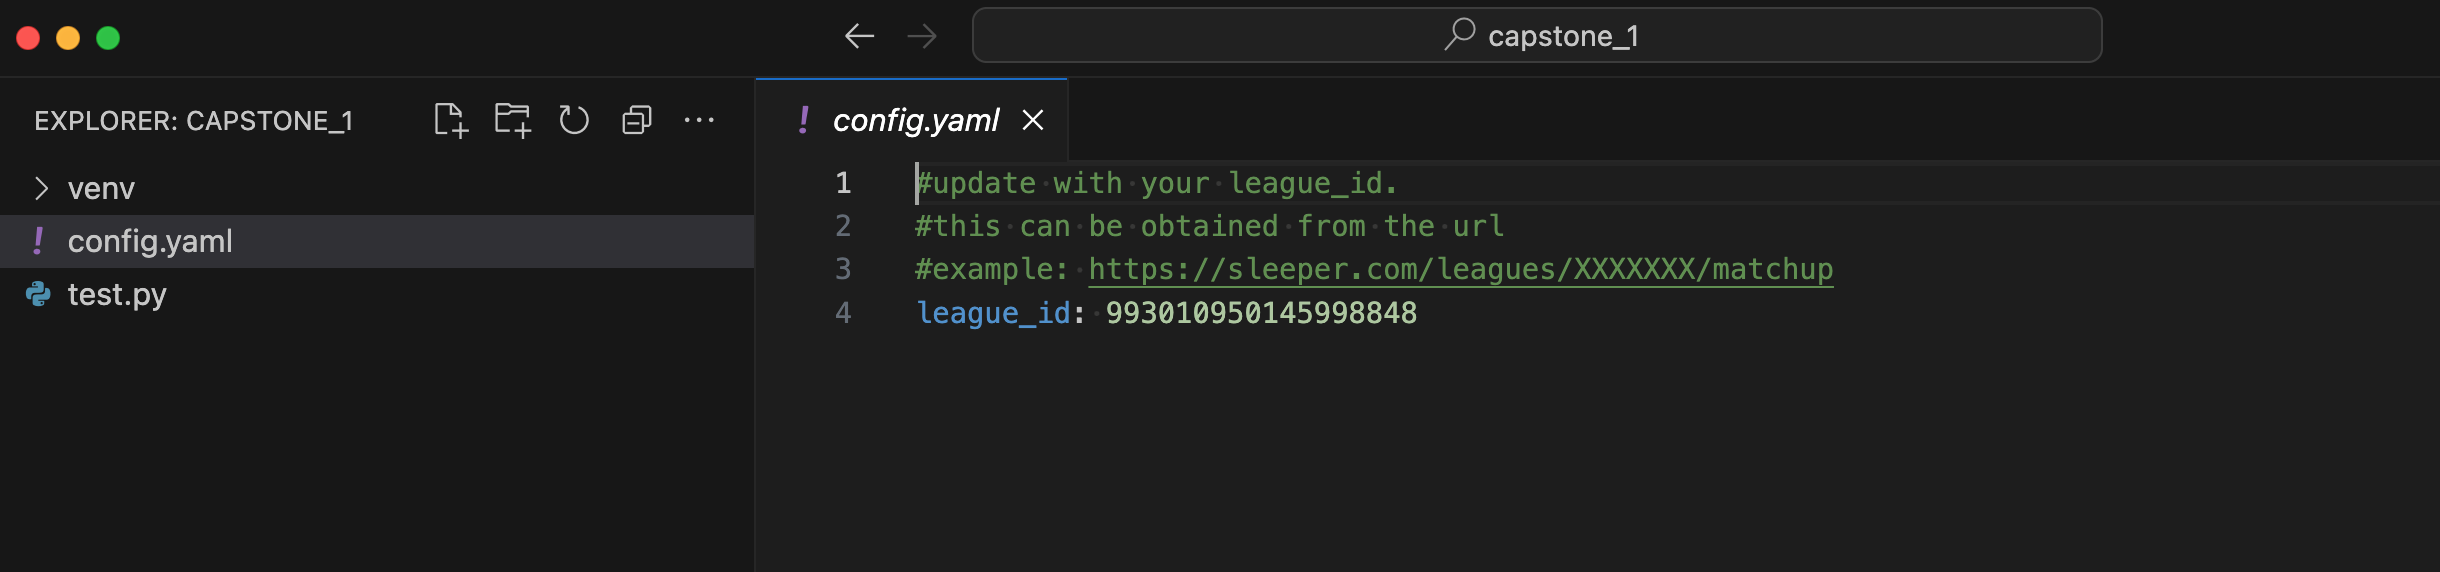 capstone_1
EXPLORER: CAPSTONE_1
venv
config.yaml
test.py
config.yaml
1 #update with your league_id.
2 #this can be obtained from the url
3 #example: https://sleeper.com/leagues/XXXXXXX/matchup
4 league_id: 993010950145998848